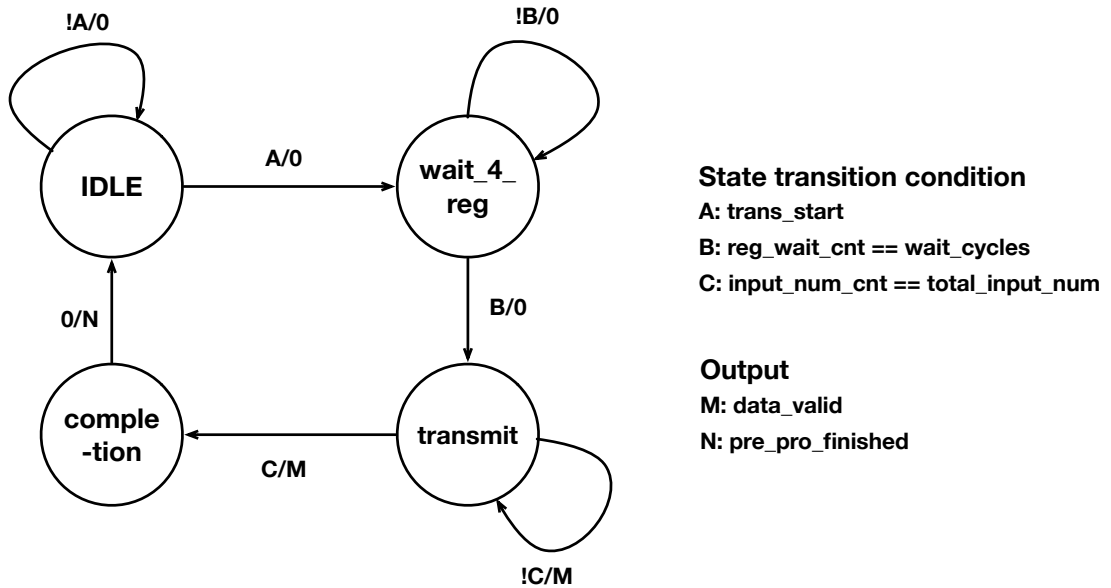 !A/0
!B/0
A/0
IDLE
wait_4_
reg
B/0
0/N
comple
-tion
transmit
C/M
!C/M
State transition condition
A: trans_start
B: reg_wait_cnt == wait_cycles
C: input_num_cnt == total_input_num
Output
M: data_valid
N: pre_pro_finished